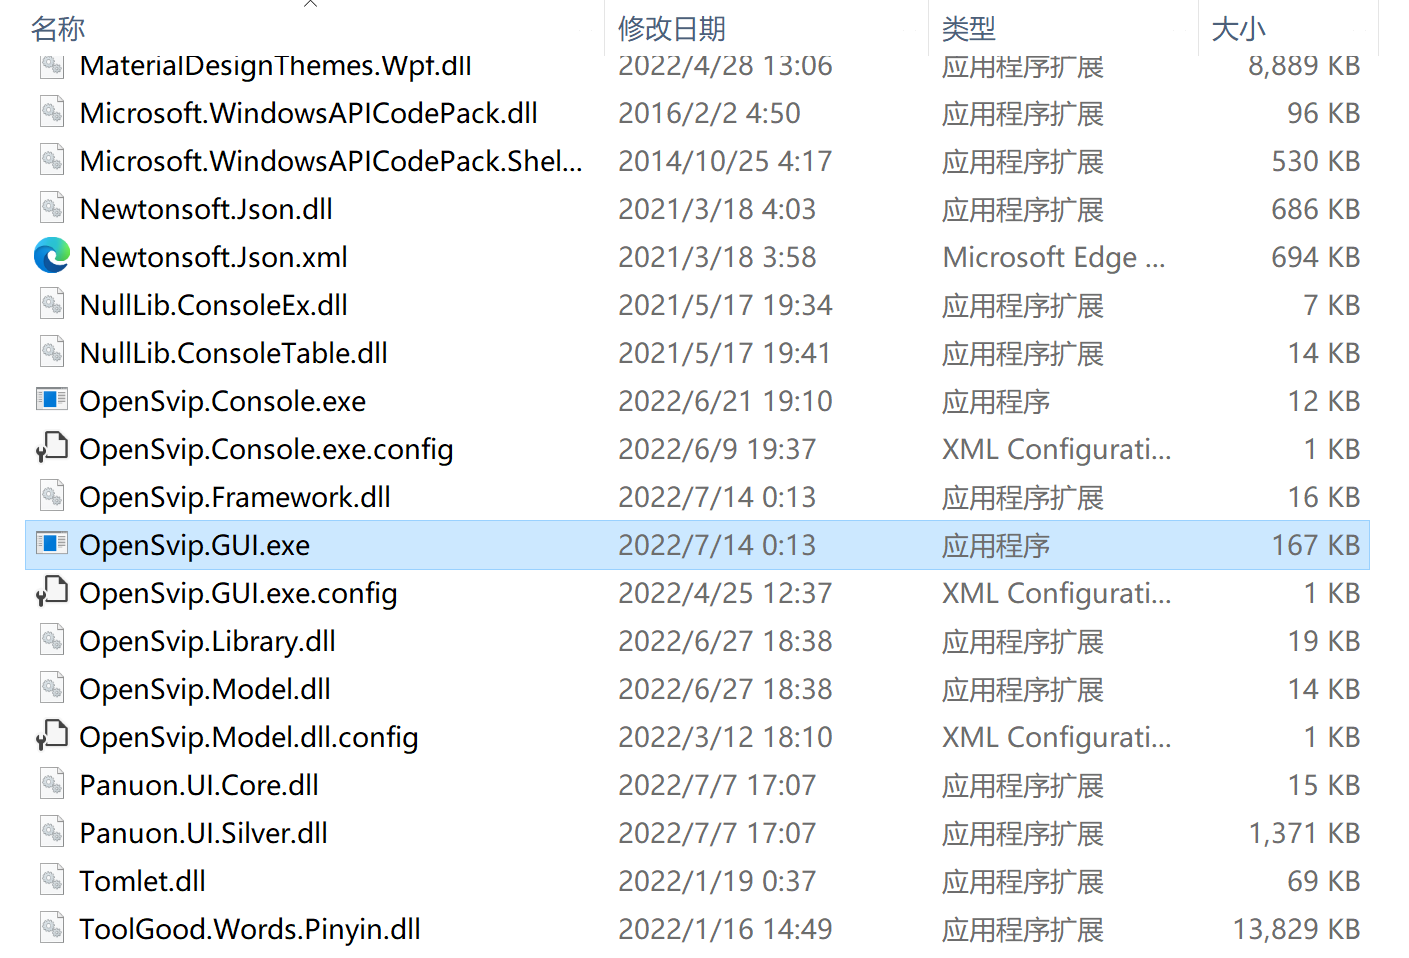 名称 修改日期 类型 大小
MaterialDesignThemes.Wpf.dll 2022/4/28 13:06 应用程序扩展 8,889 KB
Microsoft.WindowsAPICodePack.dll 2016/2/2 4:50 应用程序扩展 96 KB
Microsoft.WindowsAPICodePack.Shel... 2014/10/25 4:17 应用程序扩展 530 KB
Newtonsoft.Json.dll 2021/3/18 4:03 应用程序扩展 686 KB
Newtonsoft.Json.xml 2021/3/18 3:58 Microsoft Edge ... 694 KB
NullLib.ConsoleEx.dll 2021/5/17 19:34 应用程序扩展 7 KB
NullLib.ConsoleTable.dll 2021/5/17 19:41 应用程序扩展 14 KB
OpenSvip.Console.exe 2022/6/21 19:10 应用程序 12 KB
OpenSvip.Console.exe.config 2022/6/9 19:37 XML Configurati... 1 KB
OpenSvip.Framework.dll 2022/7/14 0:13 应用程序扩展 16 KB
OpenSvip.GUI.exe 2022/7/14 0:13 应用程序 167 KB
OpenSvip.GUI.exe.config 2022/4/25 12:37 XML Configurati... 1 KB
OpenSvip.Library.dll 2022/6/27 18:38 应用程序扩展 19 KB
OpenSvip.Model.dll 2022/6/27 18:38 应用程序扩展 14 KB
OpenSvip.Model.dll.config 2022/3/12 18:10 XML Configurati... 1 KB
Panuon.UI.Core.dll 2022/7/7 17:07 应用程序扩展 15 KB
Panuon.UI.Silver.dll 2022/7/7 17:07 应用程序扩展 1,371 KB
Tomlet.dll 2022/1/19 0:37 应用程序扩展 69 KB
ToolGood.Words.Pinyin.dll 2022/1/16 14:49 应用程序扩展 13,829 KB